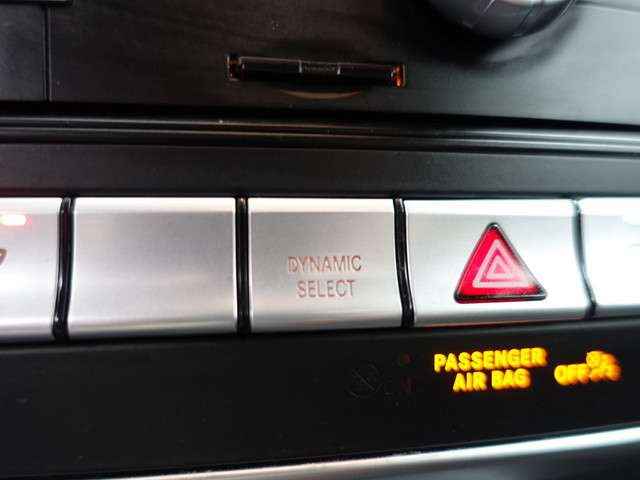 DYNAMIC
SELECT
PASSENGER
AIR BAG OFF